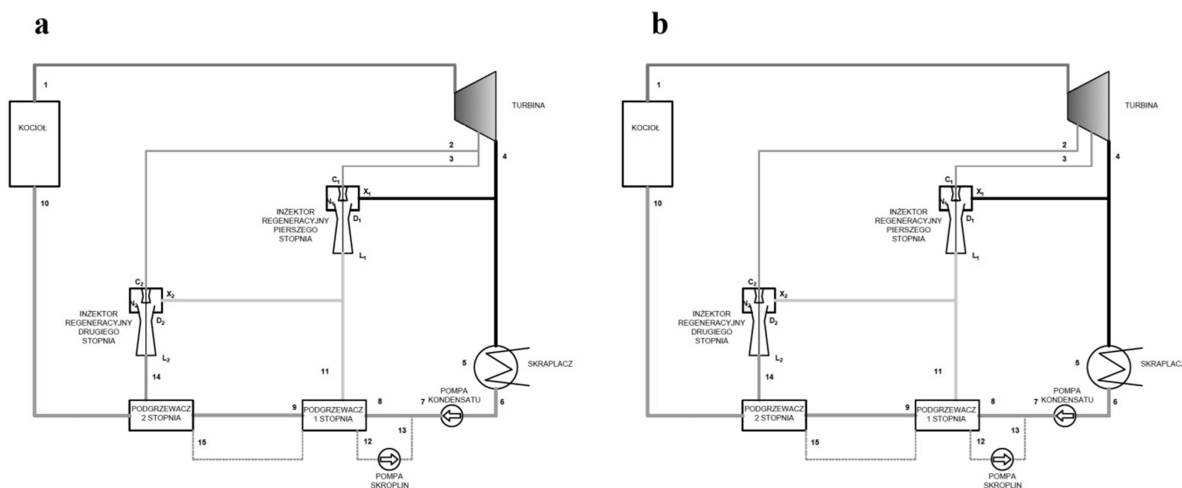 a
1
KOCIOŁ
TURBINA
2
3
4
C₁
X₁
N₁
D₁
INŻEKTOR
REGENERACYJNY
PIERSZEGO
STOPNIA
L₁
10
C₂
X₂
N₂
D₂
INŻEKTOR
REGENERACYJNY
DRUGIEGO
STOPNIA
L₂
14
11
5
SKRAPLACZ
POMPA
KONDENSATU
PODGRZEWACZ
2 STOPNIA
9
PODGRZEWACZ
1 STOPNIA
8
7
6
15
12
13
POMPA
SKROPLIN
b
1
KOCIOŁ
TURBINA
2
3
4
C₁
X₁
N₁
D₁
INŻEKTOR
REGENERACYJNY
PIERSZEGO
STOPNIA
L₁
10
C₂
X₂
N₂
D₂
INŻEKTOR
REGENERACYJNY
DRUGIEGO
STOPNIA
L₂
14
11
5
SKRAPLACZ
POMPA
KONDENSATU
PODGRZEWACZ
2 STOPNIA
9
PODGRZEWACZ
1 STOPNIA
8
7
6
15
12
13
POMPA
SKROPLIN